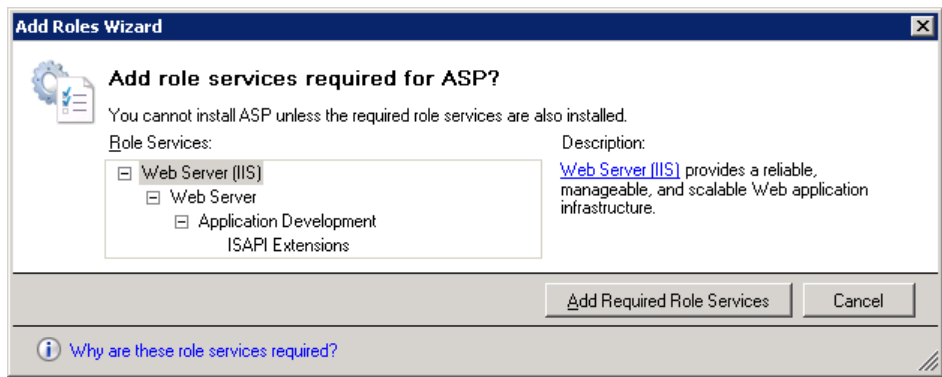 Add Roles Wizard
Add role services required for ASP?
You cannot install ASP unless the required role services are also installed.
Role Services:
Web Server (IIS)
Web Server
Application Development
ISAPI Extensions
Description:
Web Server (IIS) provides a reliable,
manageable, and scalable Web application
infrastructure.
Add Required Role Services
Cancel
Why are these role services required?